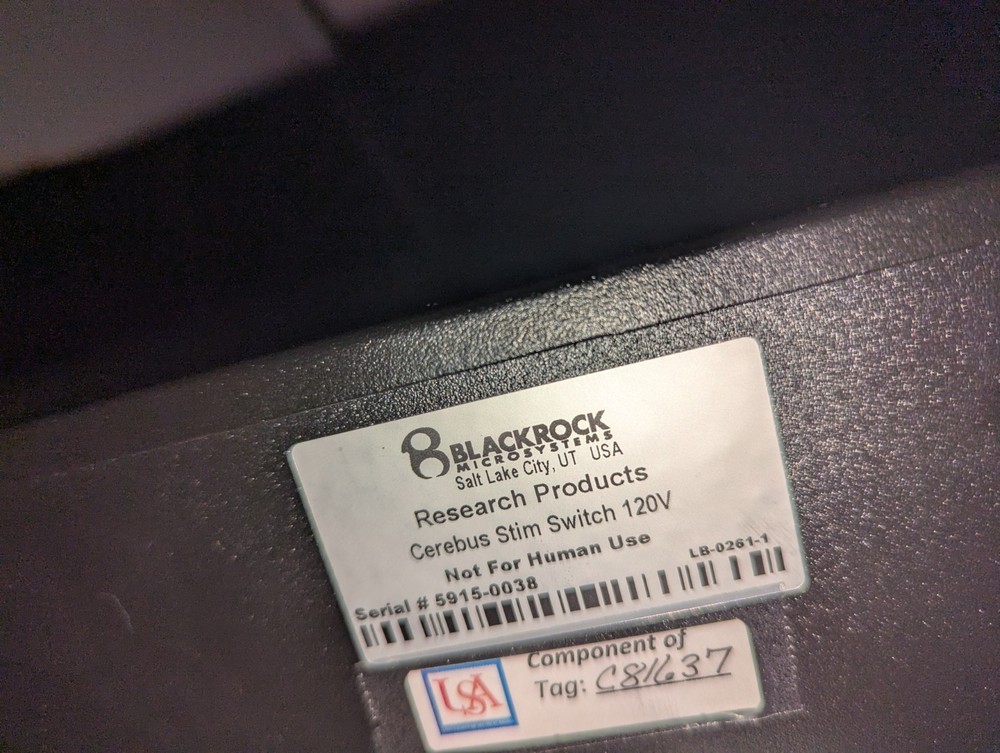 BLACKROCK
MICROSYSTEMS
Salt Lake City, UT USA
Research Products
Cerebus Stim Switch 120V
Not For Human Use
LB-0261-1
Serial # 5915-0038
USA
Component of
Tag: C81637